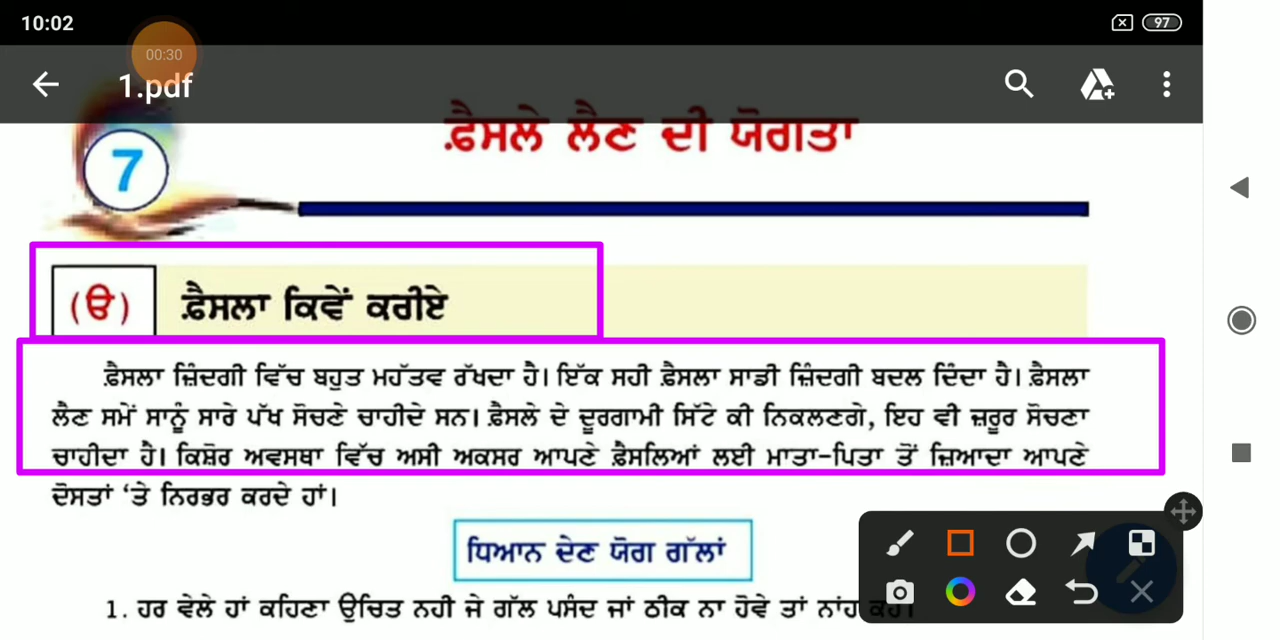 10:02
97
00:30
1.pdf
ਫ਼ੈਸਲੇ ਲੈਣ ਦੀ ਯੋਗਤਾ
7
(ੳ) ਫ਼ੈਸਲਾ ਕਿਵੇਂ ਕਰੀਏ
ਫ਼ੈਸਲਾ ਜ਼ਿੰਦਗੀ ਵਿੱਚ ਬਹੁਤ ਮਹੱਤਵ ਰੱਖਦਾ ਹੈ। ਇੱਕ ਸਹੀ ਫ਼ੈਸਲਾ ਸਾਡੀ ਜ਼ਿੰਦਗੀ ਬਦਲ ਦਿੰਦਾ ਹੈ। ਫ਼ੈਸਲਾ
ਲੈਣ ਸਮੇਂ ਸਾਨੂੰ ਸਾਰੇ ਪੱਖ ਸੋਚਣੇ ਚਾਹੀਦੇ ਸਨ। ਫ਼ੈਸਲੇ ਦੇ ਦੂਰਗਾਮੀ ਸਿੱਟੇ ਕੀ ਨਿਕਲਣਗੇ, ਇਹ ਵੀ ਜ਼ਰੂਰ ਸੋਚਣਾ
ਚਾਹੀਦਾ ਹੈ। ਕਿਸ਼ੋਰ ਅਵਸਥਾ ਵਿੱਚ ਅਸੀ ਅਕਸਰ ਆਪਣੇ ਫ਼ੈਸਲਿਆਂ ਲਈ ਮਾਤਾ-ਪਿਤਾ ਤੋਂ ਜ਼ਿਆਦਾ ਆਪਣੇ
ਦੋਸਤਾਂ ‘ਤੇ ਨਿਰਭਰ ਕਰਦੇ ਹਾਂ।
ਧਿਆਨ ਦੇਣ ਯੋਗ ਗੱਲਾਂ
1. ਹਰ ਵੇਲੇ ਹਾਂ ਕਹਿਣਾ ਉਚਿਤ ਨਹੀ ਜੇ ਗੱਲ ਪਸੰਦ ਜਾਂ ਠੀਕ ਨਾ ਹੋਵੇ ਤਾਂ ਨਾਂਹ ਕਹੋ।